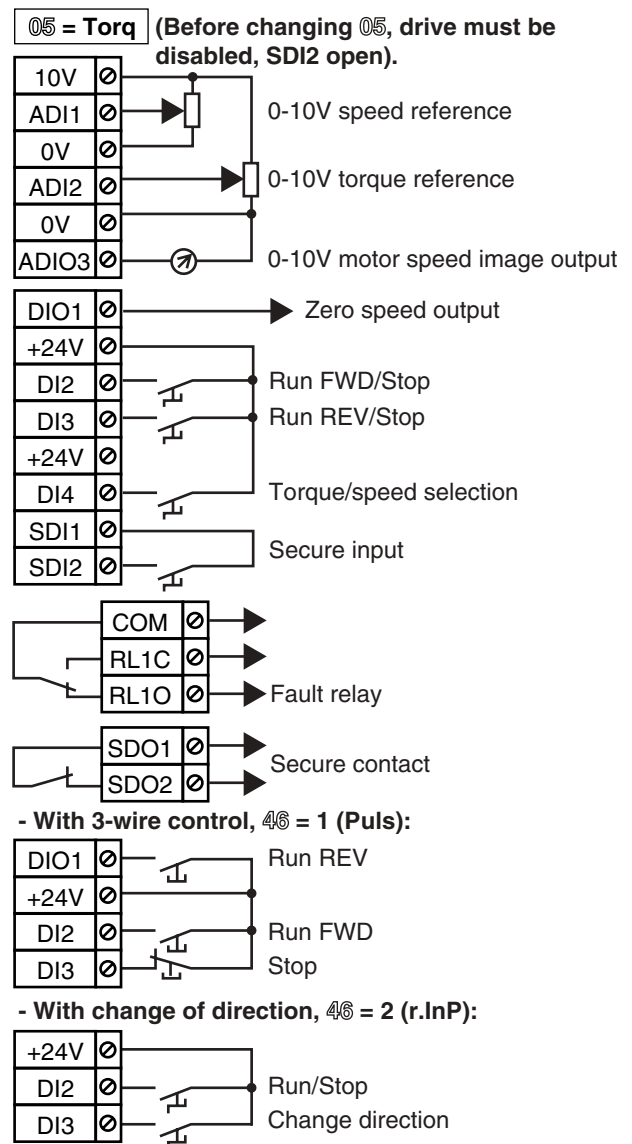 05 = Torq (Before changing 05, drive must be
disabled, SDI2 open).
10V
ADI1 0-10V speed reference
0V
ADI2 0-10V torque reference
0V
ADIO3 0-10V motor speed image output
DIO1 Zero speed output
+24V
DI2 Run FWD/Stop
DI3 Run REV/Stop
+24V
DI4 Torque/speed selection
SDI1
Secure input
SDI2
COM
RL1C
RL1O Fault relay
SDO1
Secure contact
SDO2
- With 3-wire control, 46 = 1 (Puls):
DIO1 Run REV
+24V
DI2 Run FWD
DI3 Stop
- With change of direction, 46 = 2 (r.InP):
+24V
DI2 Run/Stop
DI3 Change direction